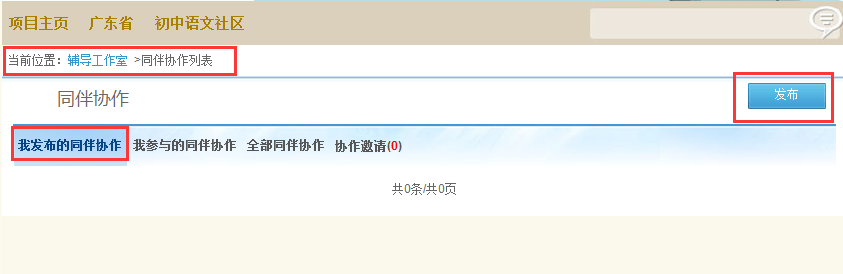 项目主页 广东省 初中语文社区
当前位置：辅导工作室 >同伴协作列表
同伴协作 发布
我发布的同伴协作 我参与的同伴协作 全部同伴协作 协作邀请(0)
共0条/共0页